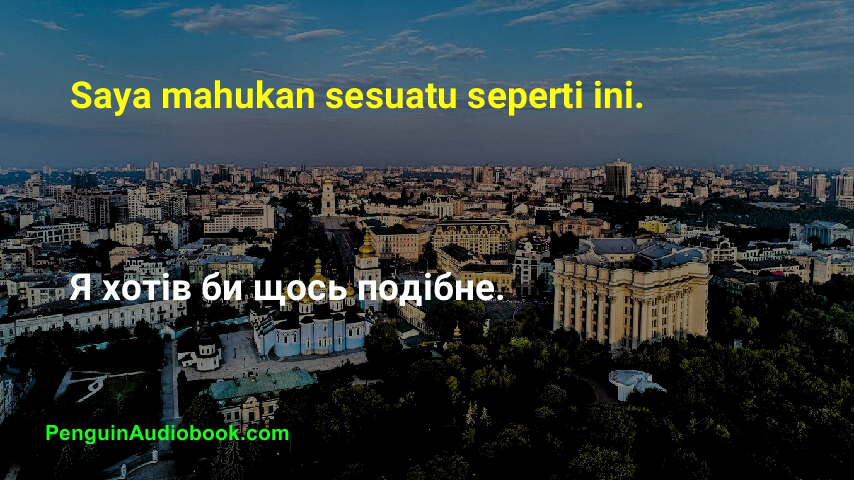 Saya mahukan sesuatu seperti ini.
Я хотів би щось подібне.
PenguinAudiobook.com